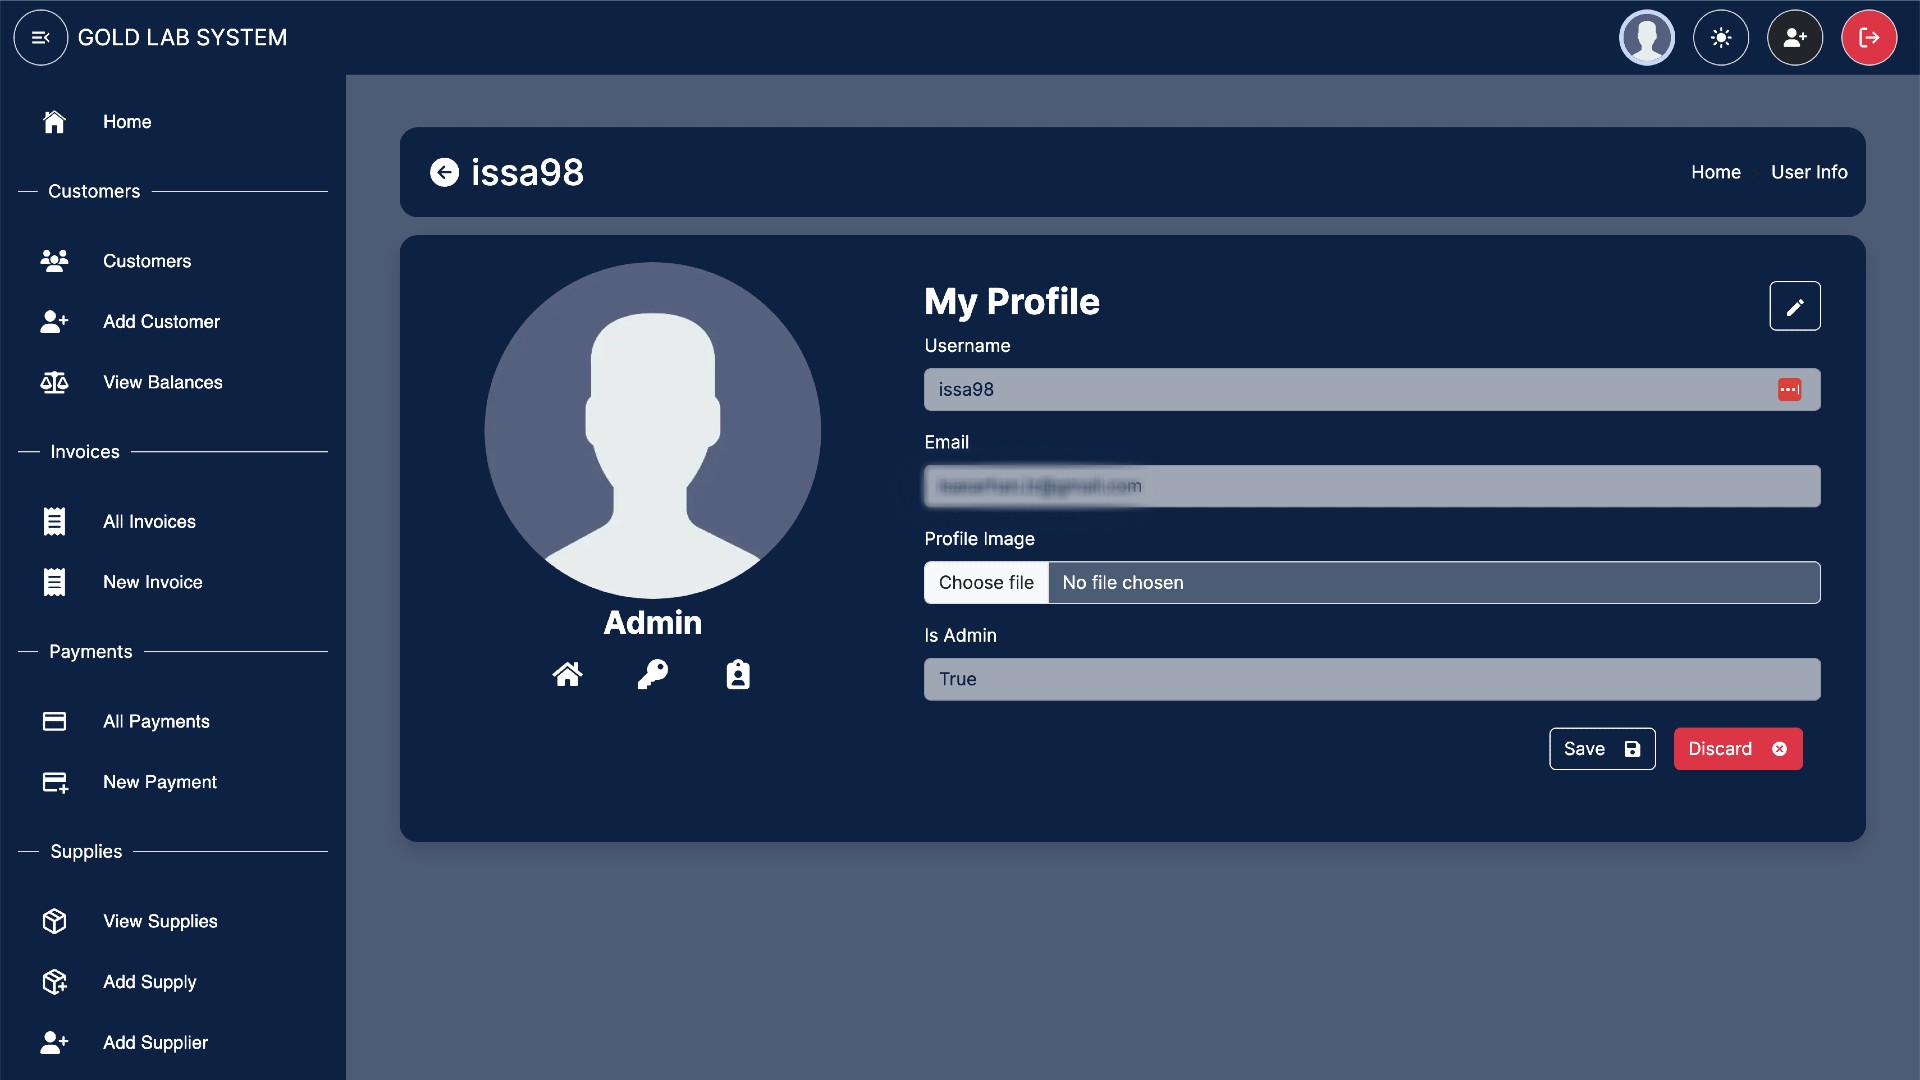 GOLD LAB SYSTEM
Home
Customers
Customers
Add Customer
View Balances
Invoices
All Invoices
New Invoice
Payments
All Payments
New Payment
Supplies
View Supplies
Add Supply
Add Supplier
issa98
Home User Info
Admin
My Profile
Username
issa98
Email
Profile Image
Choose file No file chosen
Is Admin
True
Save Discard